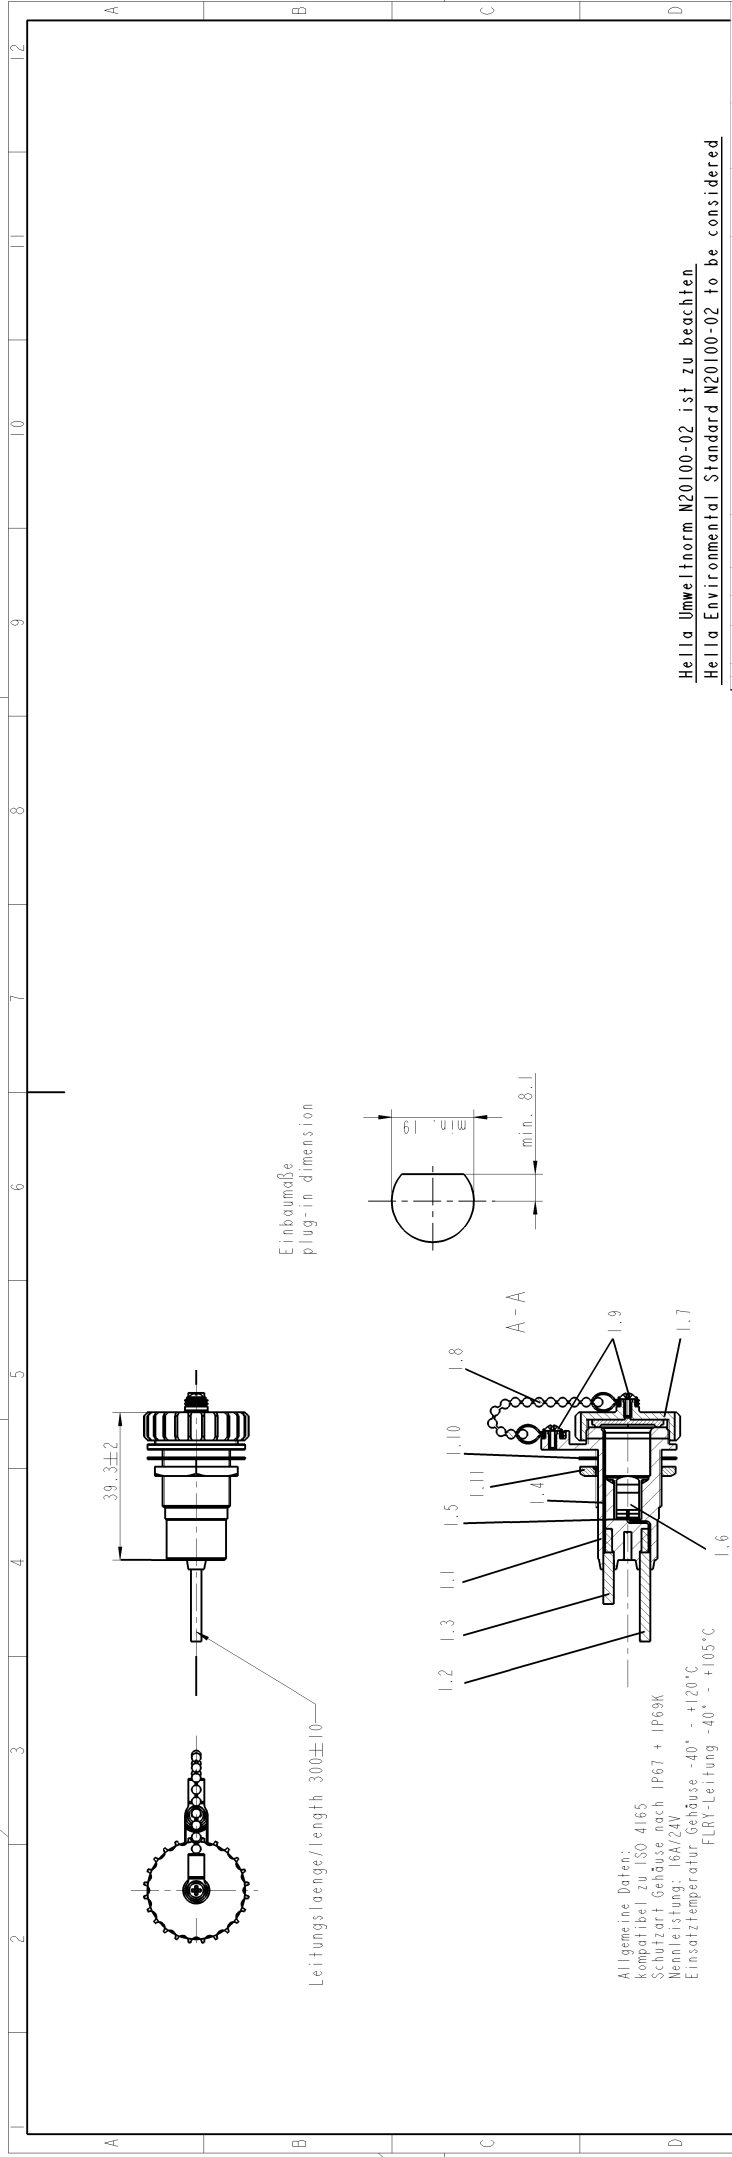 1 2 3 4 5 6 7 8 9 10 11 12
A
B
C
D
A
B
C
D
39.3±2
Leitungslaenge/length 300±10
Einbaumaße
plug-in dimension
min. 19
min. 8.1
A-A
1.1
1.2
1.3
1.4
1.5
1.6
1.7
1.8
1.9
1.10
1.11
Allgemeine Daten:
kompatibel zu ISO 4165
Schutzart Gehäuse nach IP67 + IP69K
Nennleistung: 16A/24V
Einsatztemperatur Gehäuse -40° - +120°C
FLRY-Leitung -40° - +105°C
Hella Umweltnorm N20100-02 ist zu beachten
Hella Environmental Standard N20100-02 to be considered